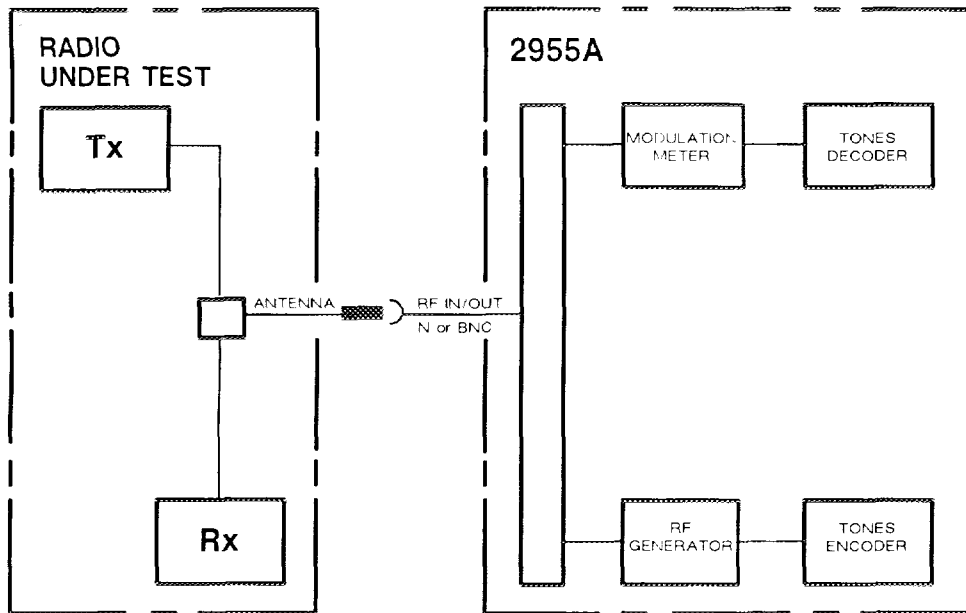 RADIO
UNDER TEST
Tx
ANTENNA
Rx
RF IN/OUT
N or BNC
2955A
MODULATION
METER
TONES
DECODER
RF
GENERATOR
TONES
ENCODER